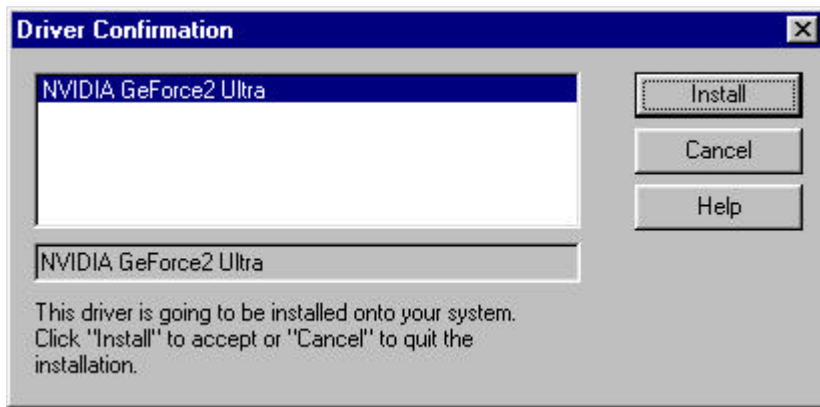 Driver Confirmation
NVIDIA GeForce2 Ultra
Install
Cancel
Help
NVIDIA GeForce2 Ultra
This driver is going to be installed onto your system.
Click "Install" to accept or "Cancel" to quit the
installation.